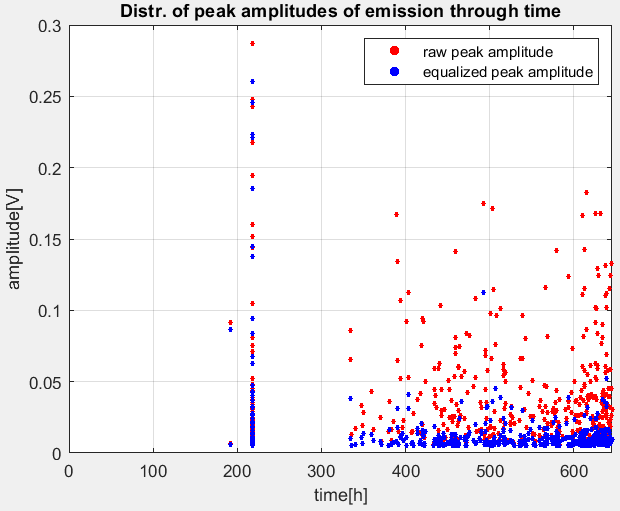 Distr. of peak amplitudes of emission through time
raw peak amplitude
equalized peak amplitude
amplitude[V]
0.3
0.25
0.2
0.15
0.1
0.05
0
0 100 200 300 400 500 600
time[h]